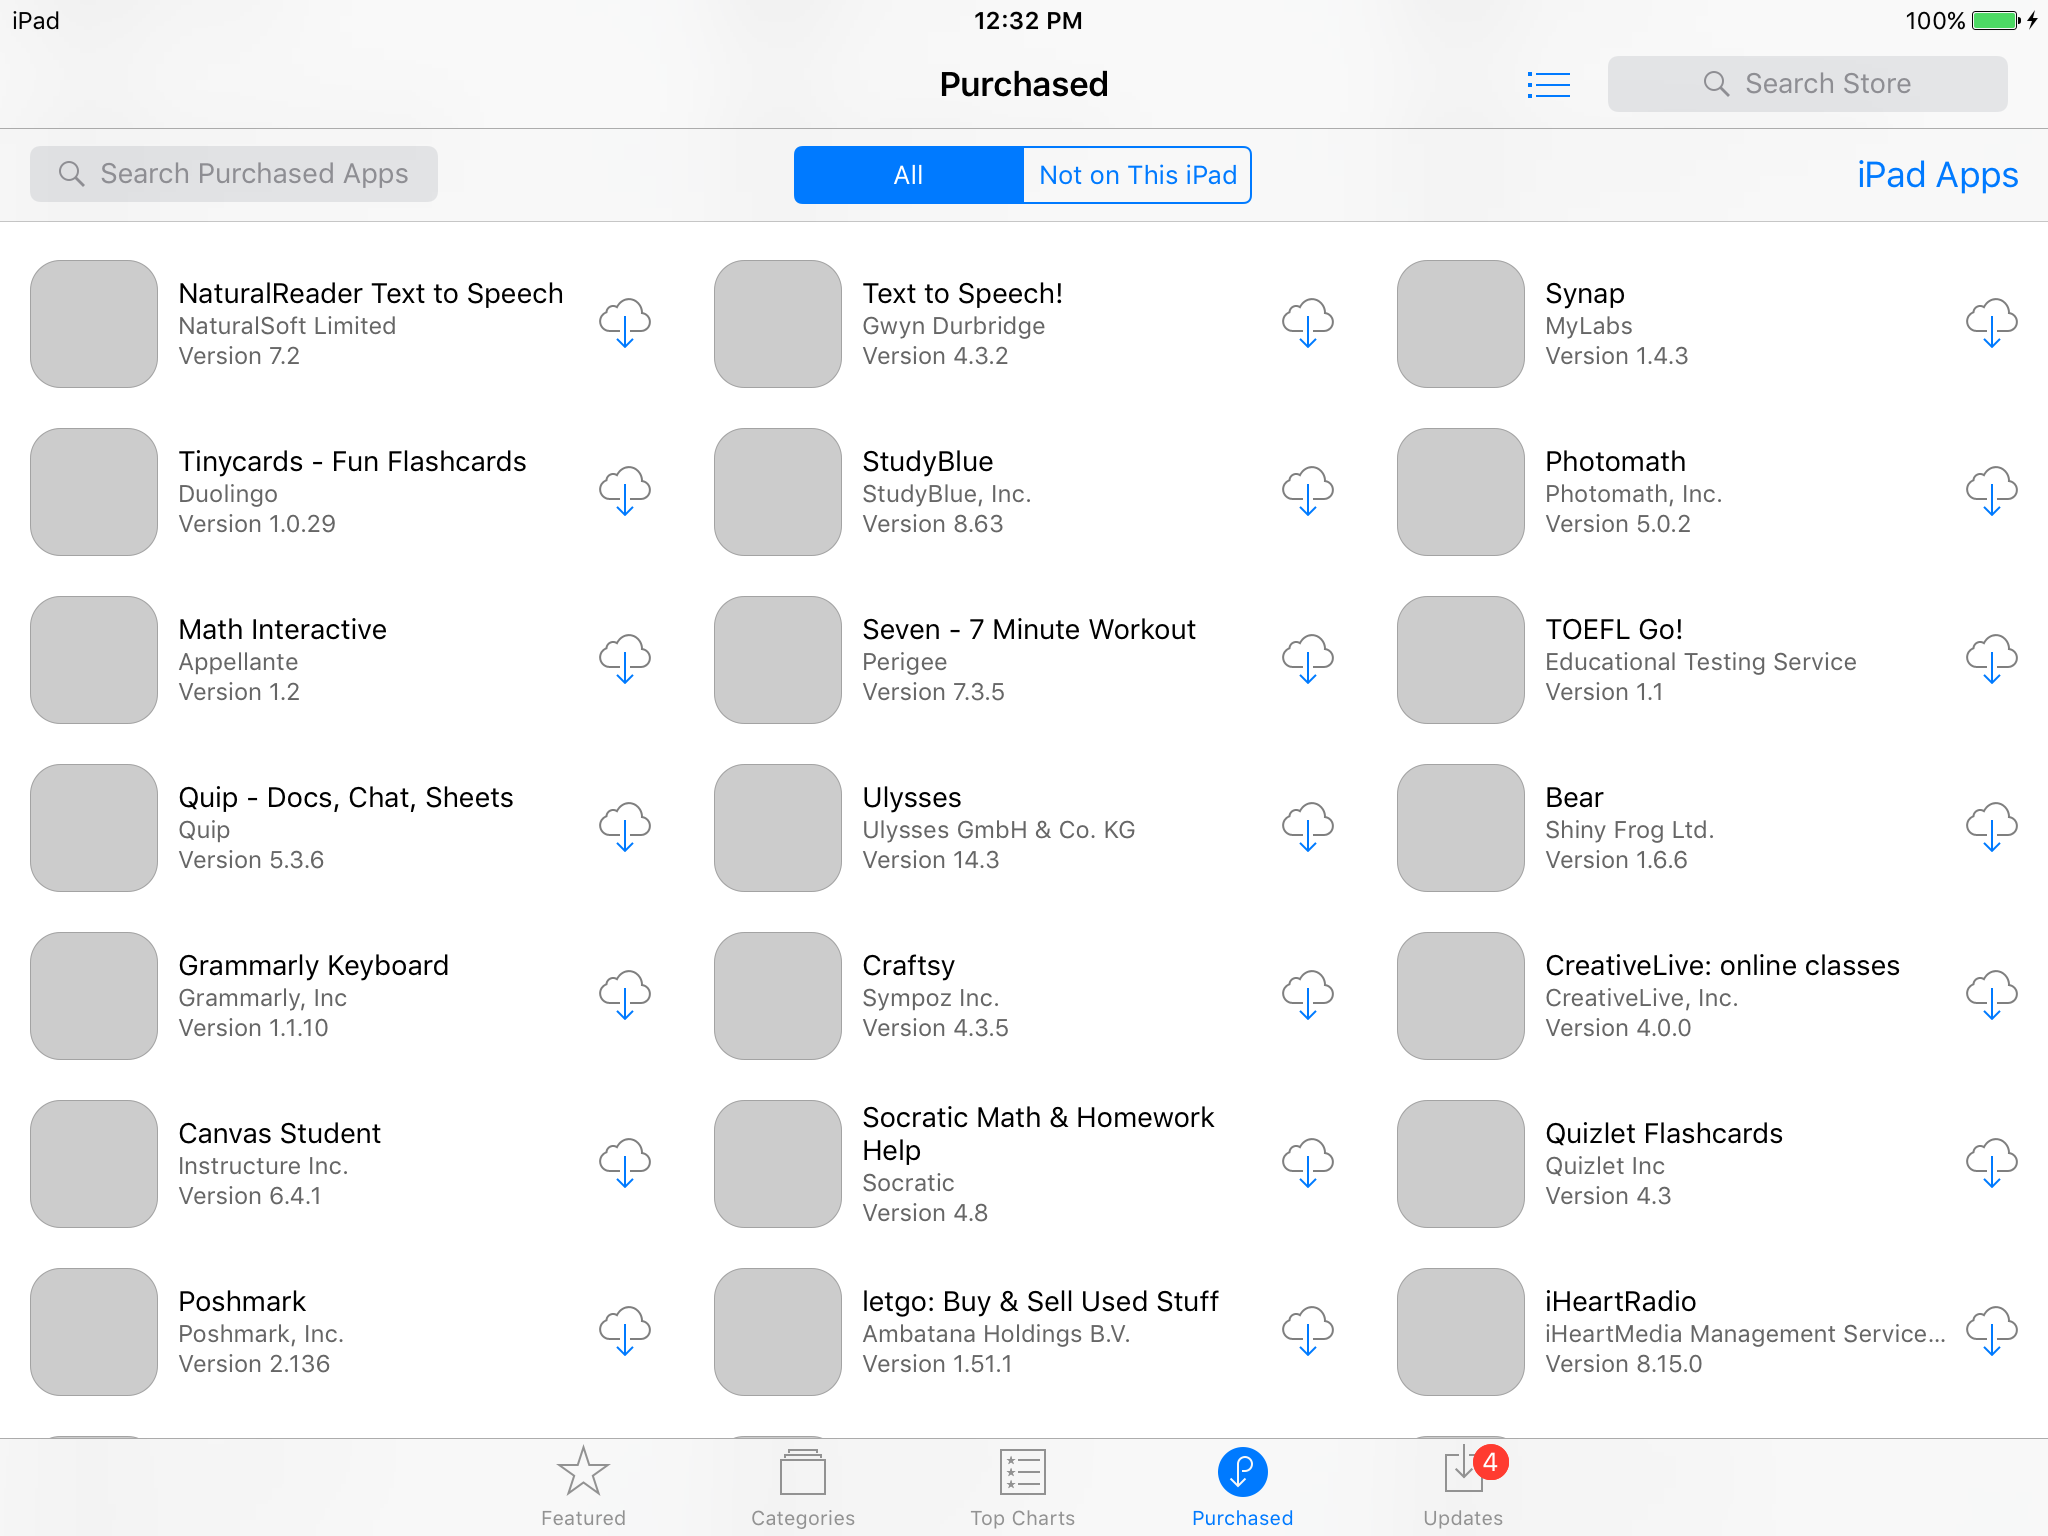 iPad
12:32 PM
100%
Purchased
Search Store
Search Purchased Apps
All
Not on This iPad
iPad Apps
NaturalReader Text to Speech
NaturalSoft Limited
Version 7.2
Text to Speech!
Gwyn Durbridge
Version 4.3.2
Synap
MyLabs
Version 1.4.3
Tinycards - Fun Flashcards
Duolingo
Version 1.0.29
StudyBlue
StudyBlue, Inc.
Version 8.63
Photomath
Photomath, Inc.
Version 5.0.2
Math Interactive
Appellante
Version 1.2
Seven - 7 Minute Workout
Perigee
Version 7.3.5
TOEFL Go!
Educational Testing Service
Version 1.1
Quip - Docs, Chat, Sheets
Quip
Version 5.3.6
Ulysses
Ulysses GmbH & Co. KG
Version 14.3
Bear
Shiny Frog Ltd.
Version 1.6.6
Grammarly Keyboard
Grammarly, Inc
Version 1.1.10
Craftsy
Sympoz Inc.
Version 4.3.5
CreativeLive: online classes
CreativeLive, Inc.
Version 4.0.0
Canvas Student
Instructure Inc.
Version 6.4.1
Socratic Math & Homework
Help
Socratic
Version 4.8
Quizlet Flashcards
Quizlet Inc
Version 4.3
Poshmark
Poshmark, Inc.
Version 2.136
letgo: Buy & Sell Used Stuff
Ambatana Holdings B.V.
Version 1.51.1
iHeartRadio
iHeartMedia Management Service...
Version 8.15.0
Featured
Categories
Top Charts
Purchased
4
Updates